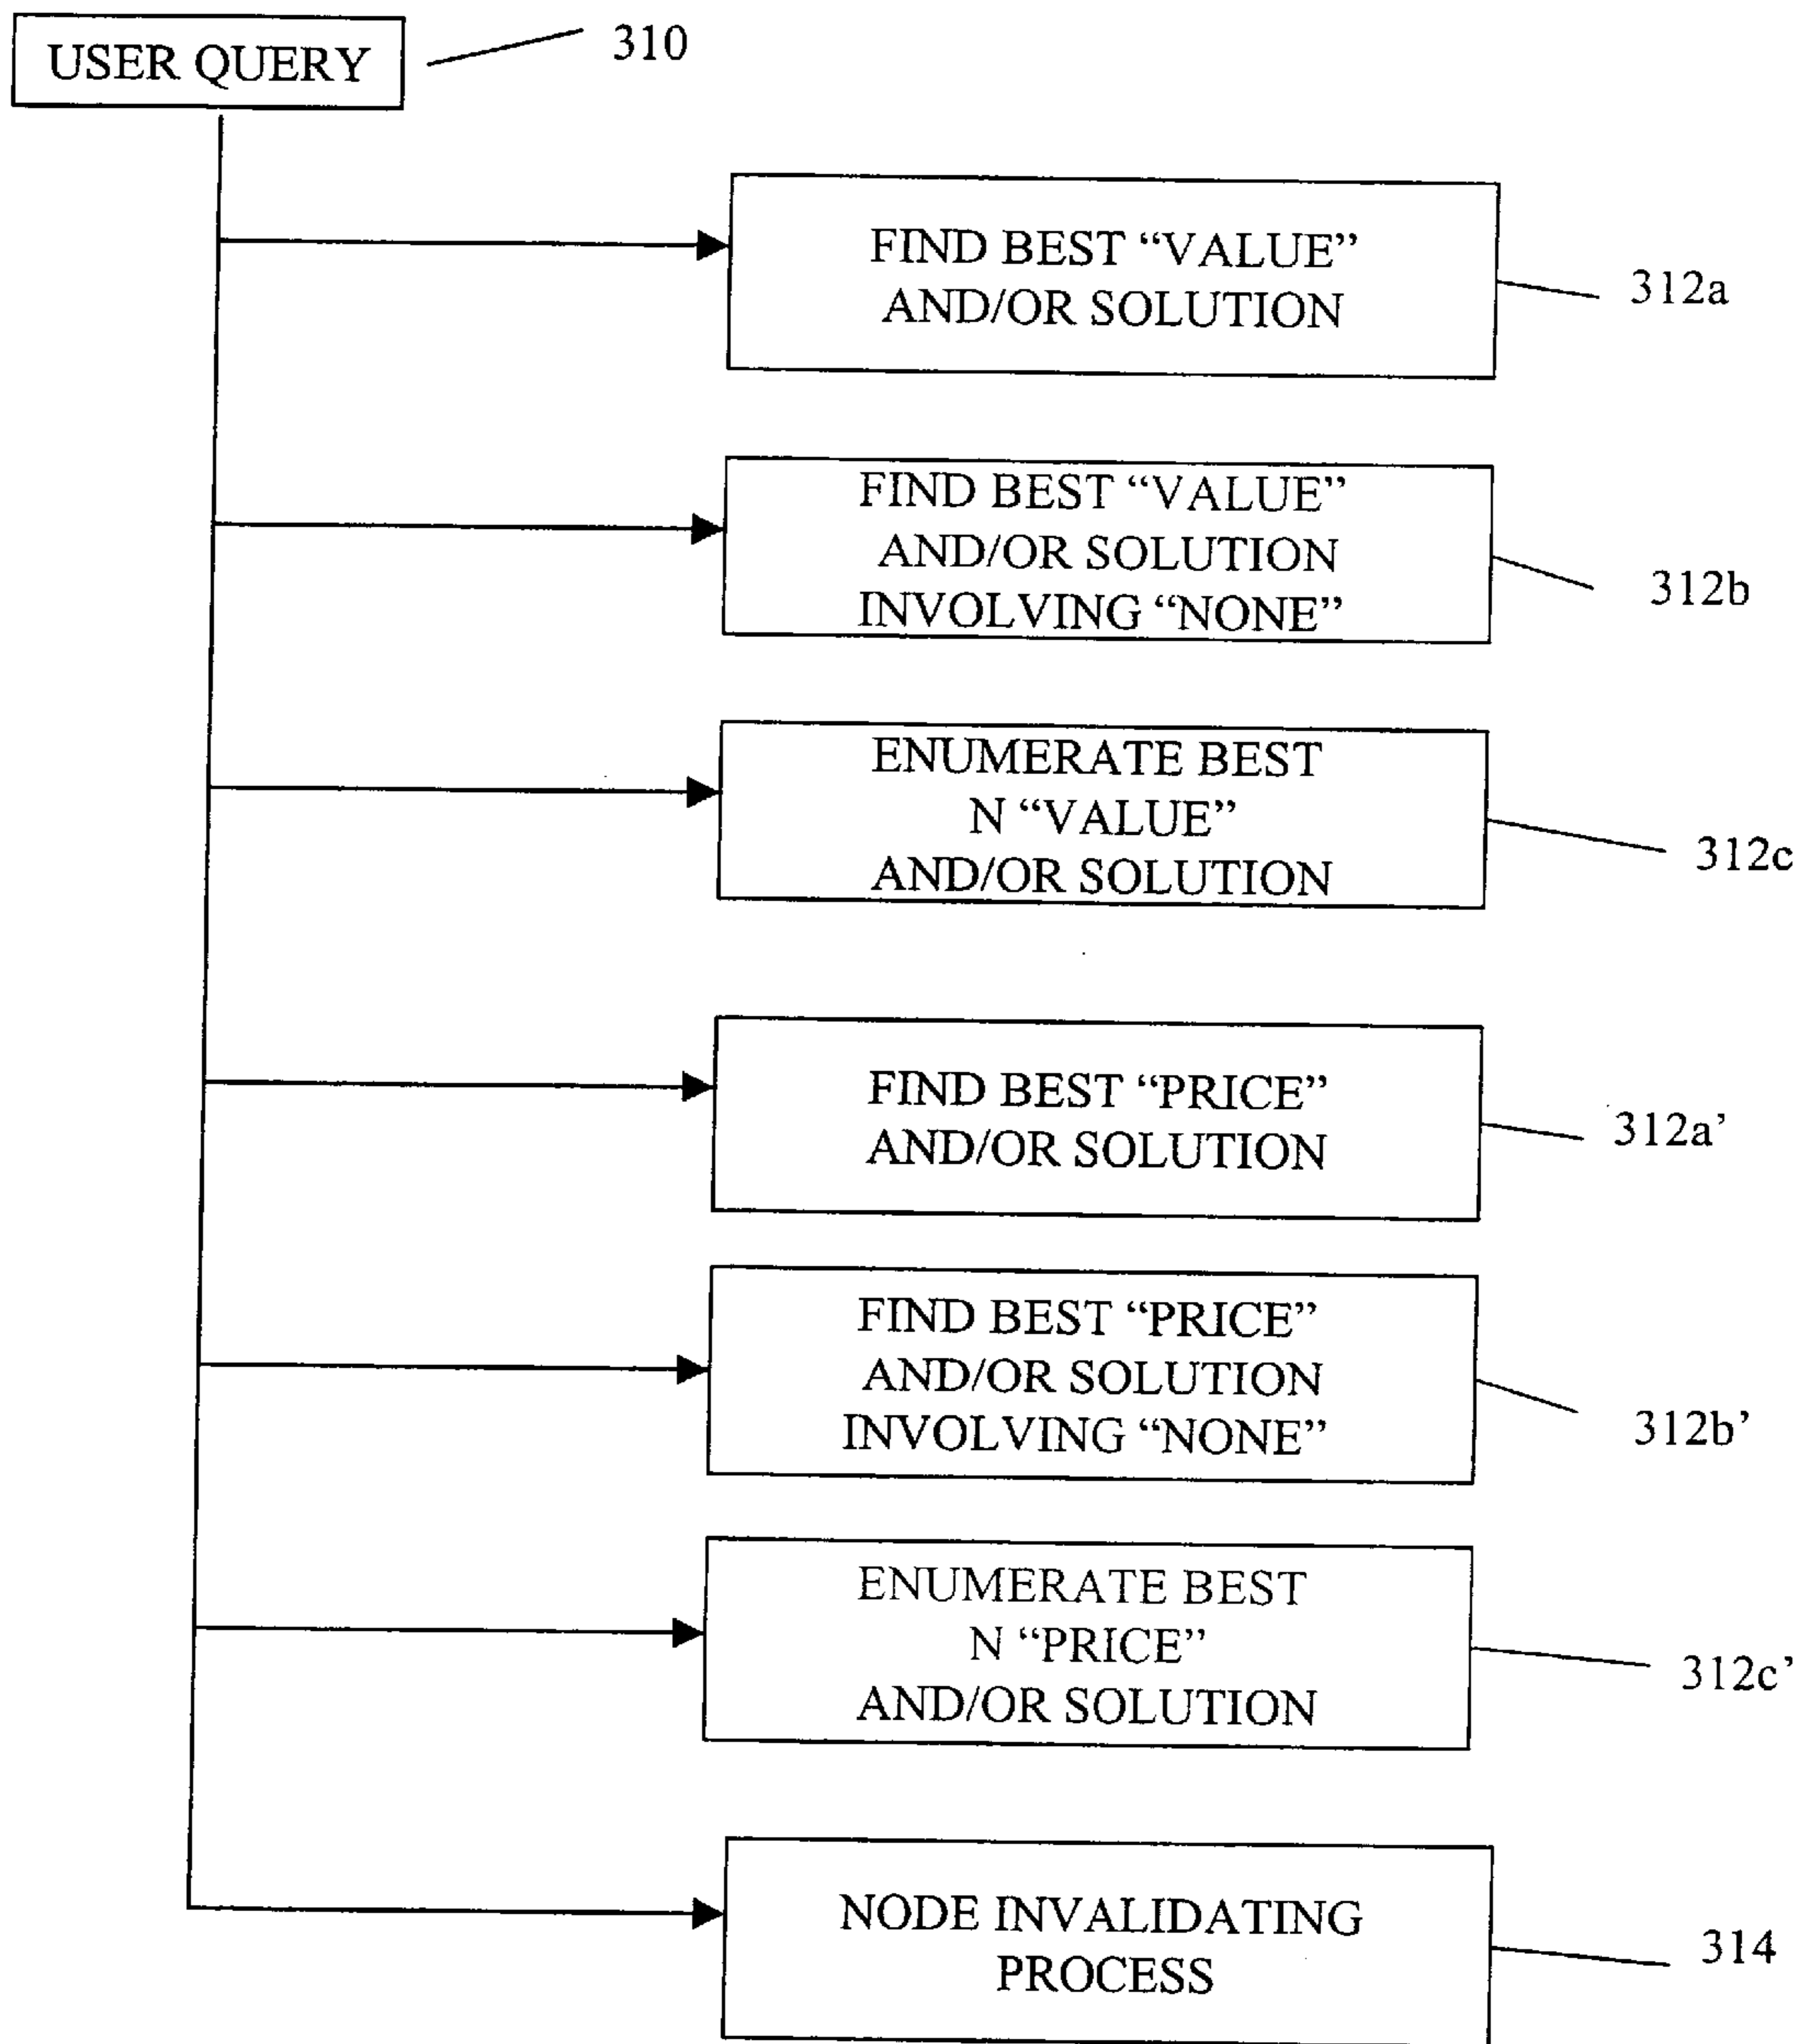 USER QUERY
310
FIND BEST “VALUE”
AND/OR SOLUTION
312a
FIND BEST “VALUE”
AND/OR SOLUTION
INVOLVING “NONE”
312b
ENUMERATE BEST
N “VALUE”
AND/OR SOLUTION
312c
FIND BEST “PRICE”
AND/OR SOLUTION
312a’
FIND BEST “PRICE”
AND/OR SOLUTION
INVOLVING “NONE”
312b’
ENUMERATE BEST
N “PRICE”
AND/OR SOLUTION
312c’
NODE INVALIDATING
PROCESS
314